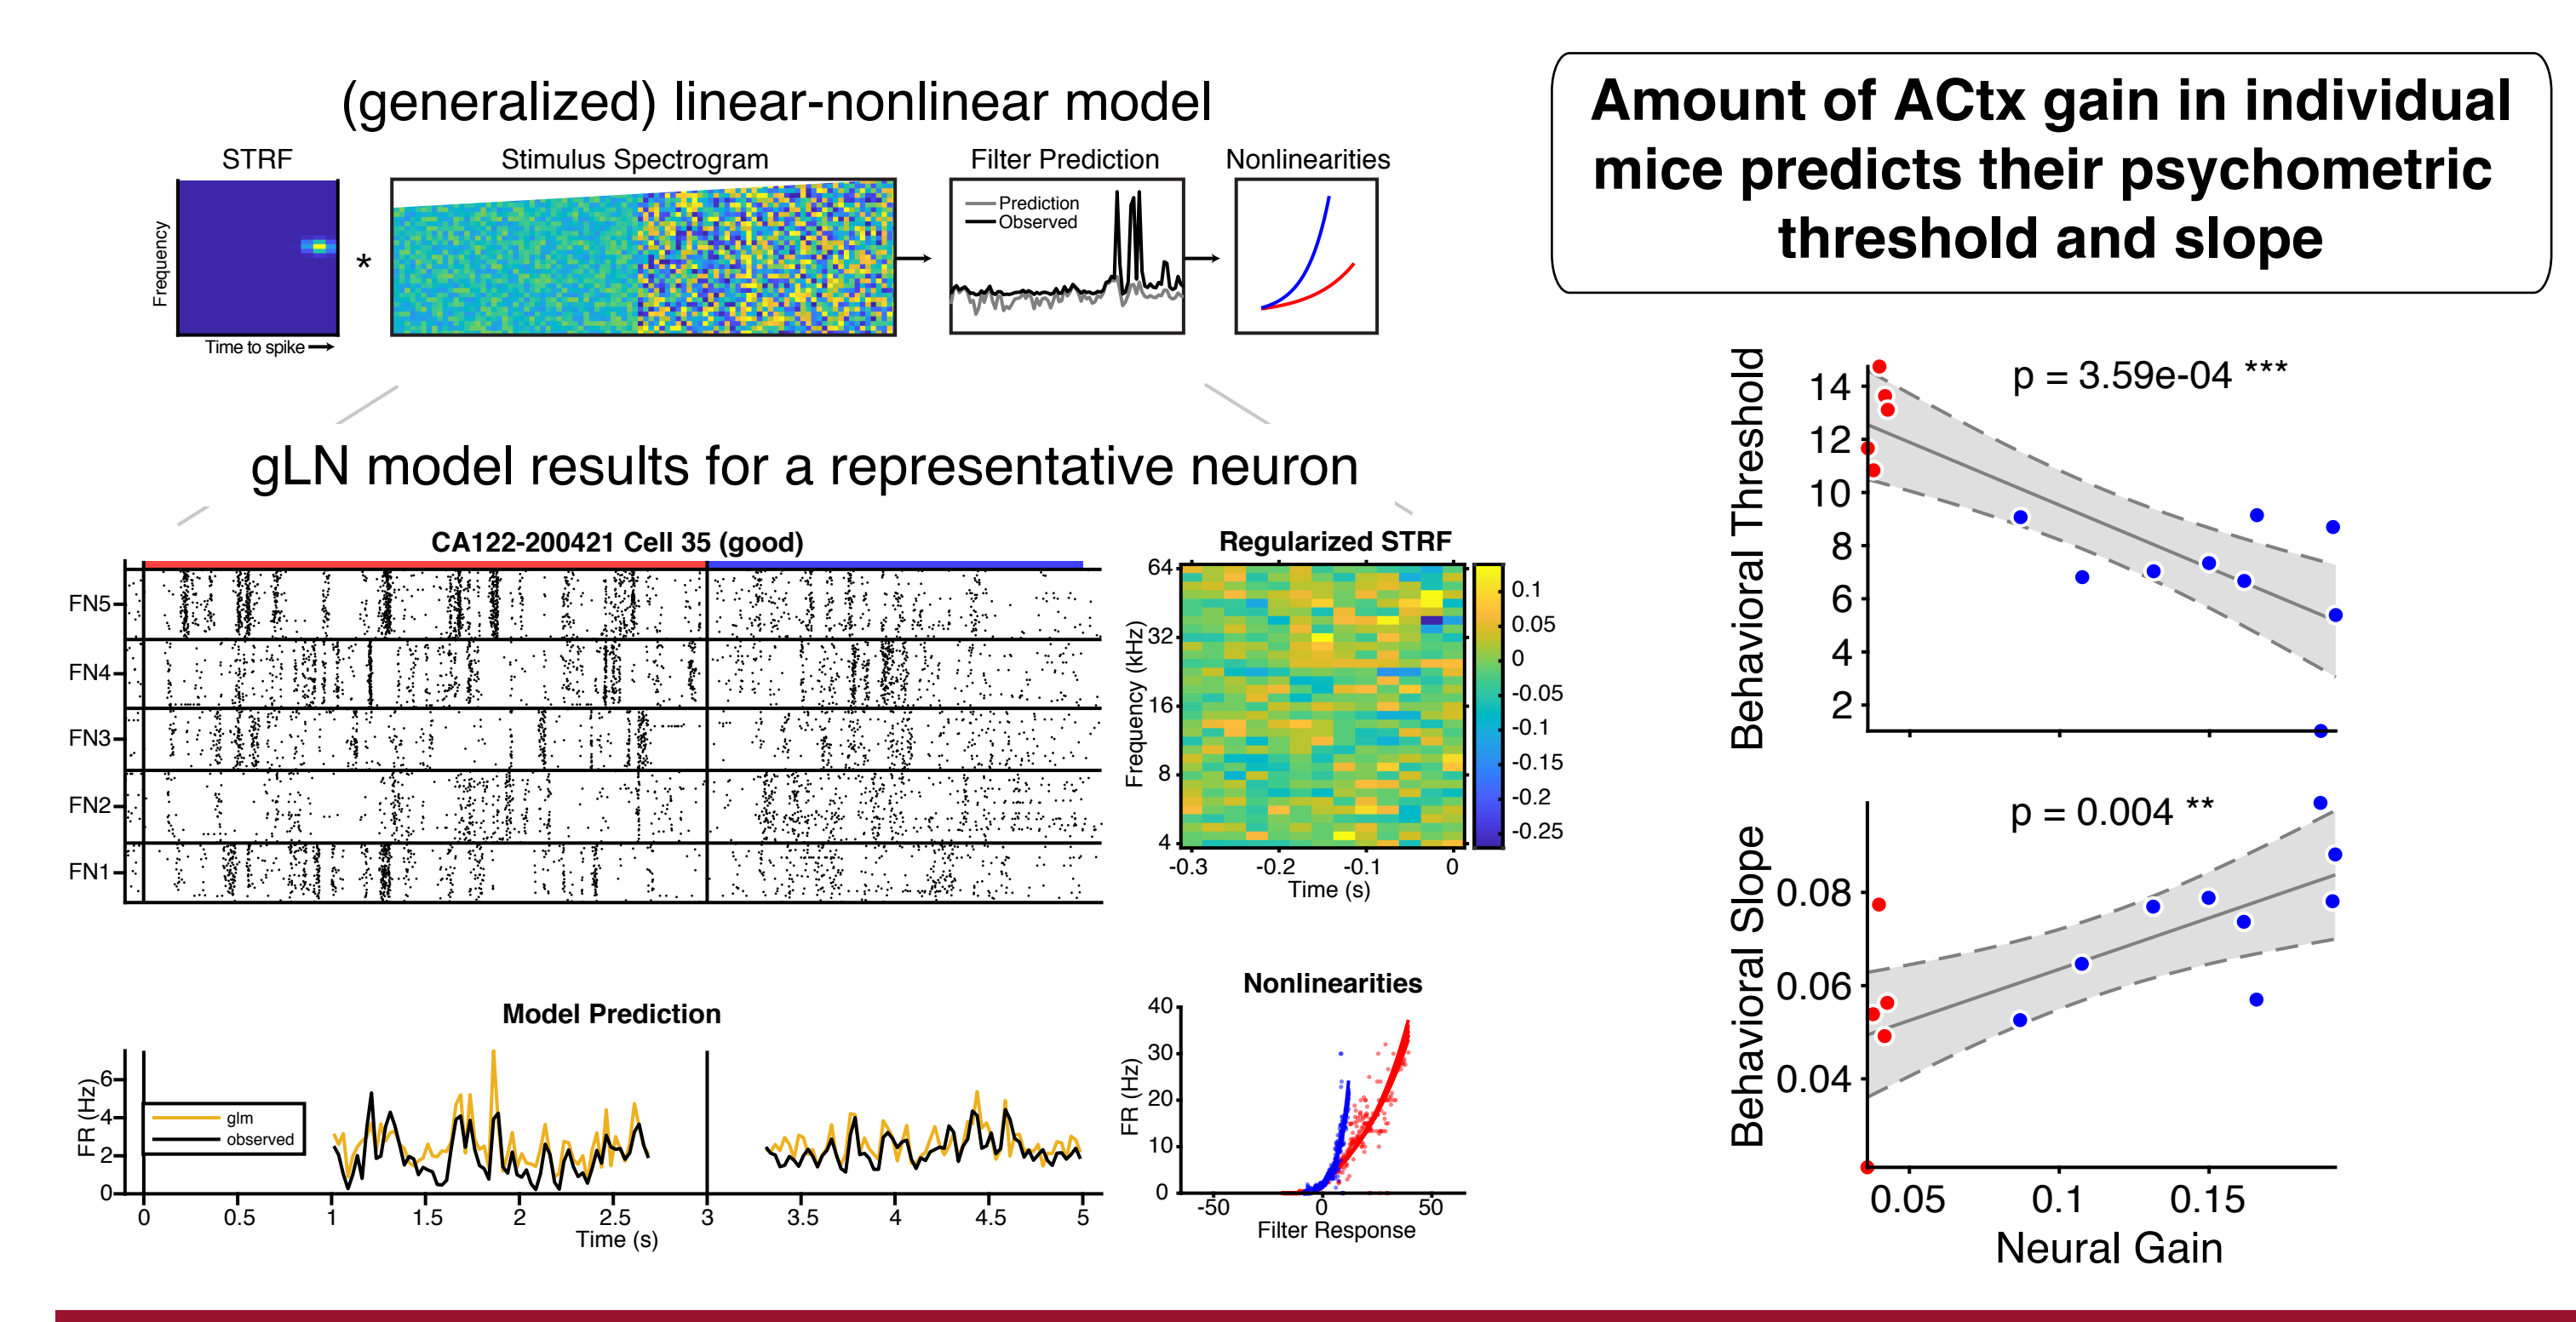 (generalized) linear-nonlinear model
STRF
Stimulus Spectrogram
Filter Prediction
Nonlinearities
Frequency
Time to spike
*
Prediction
Observed
gLN model results for a representative neuron
CA122-200421 Cell 35 (good)
FN5
FN4
FN3
FN2
FN1
Regularized STRF
Frequency (kHz)
64
32
16
8
4
-0.3 -0.2 -0.1 0
Time (s)
0.1
0.05
0
-0.05
-0.1
-0.15
-0.2
-0.25
Model Prediction
FR (Hz)
6
4
2
0
glm
observed
0 0.5 1 1.5 2 2.5 3 3.5 4 4.5 5
Time (s)
Nonlinearities
FR (Hz)
40
30
20
10
0
-50 0 50
Filter Response
Amount of ACtx gain in individual
mice predicts their psychometric
threshold and slope
Behavioral Threshold
p = 3.59e-04 ***
14
12
10
8
6
4
2
Behavioral Slope
p = 0.004 **
0.08
0.06
0.04
0.05 0.1 0.15
Neural Gain